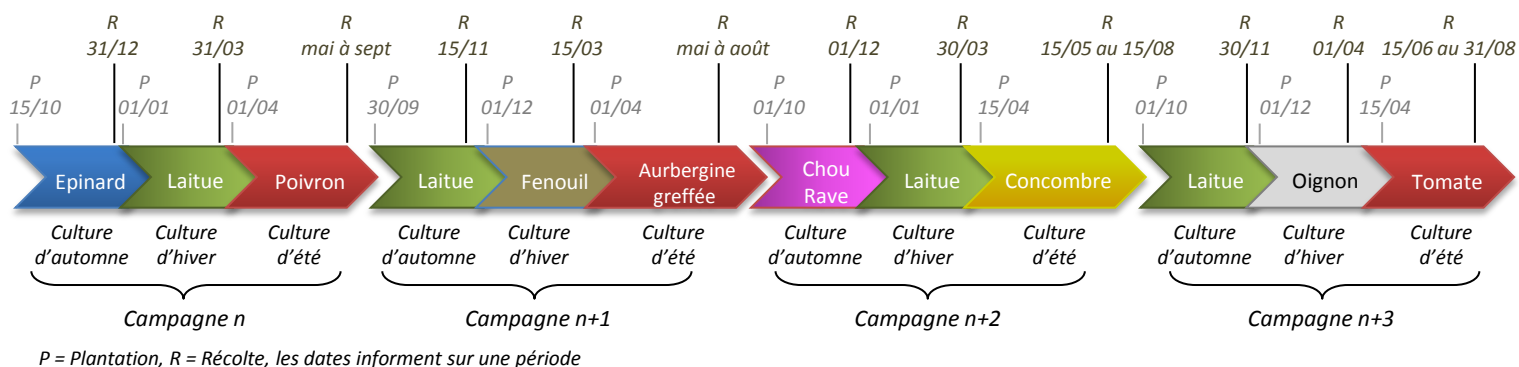 R R R R R R R R R R R R
31/12 31/03 mai à sept 15/11 15/03 mai à août 01/12 30/03 15/05 au 15/08 30/11 01/04 15/06 au 31/08
P P P P P P P P P P P P
15/10 01/01 01/04 30/09 01/12 01/04 01/10 01/01 15/04 01/10 01/12 15/04
Epinard Laitue Poivron Laitue Fenouil Aurbergine greffée Chou Rave Laitue Concombre Laitue Oignon Tomate
Culture Culture Culture Culture Culture Culture Culture Culture Culture Culture Culture Culture
d'automne d'hiver d'été d'automne d'hiver d'été d'automne d'hiver d'été d'automne d'hiver d'été
Campagne n Campagne n+1 Campagne n+2 Campagne n+3
P = Plantation, R = Récolte, les dates informent sur une période